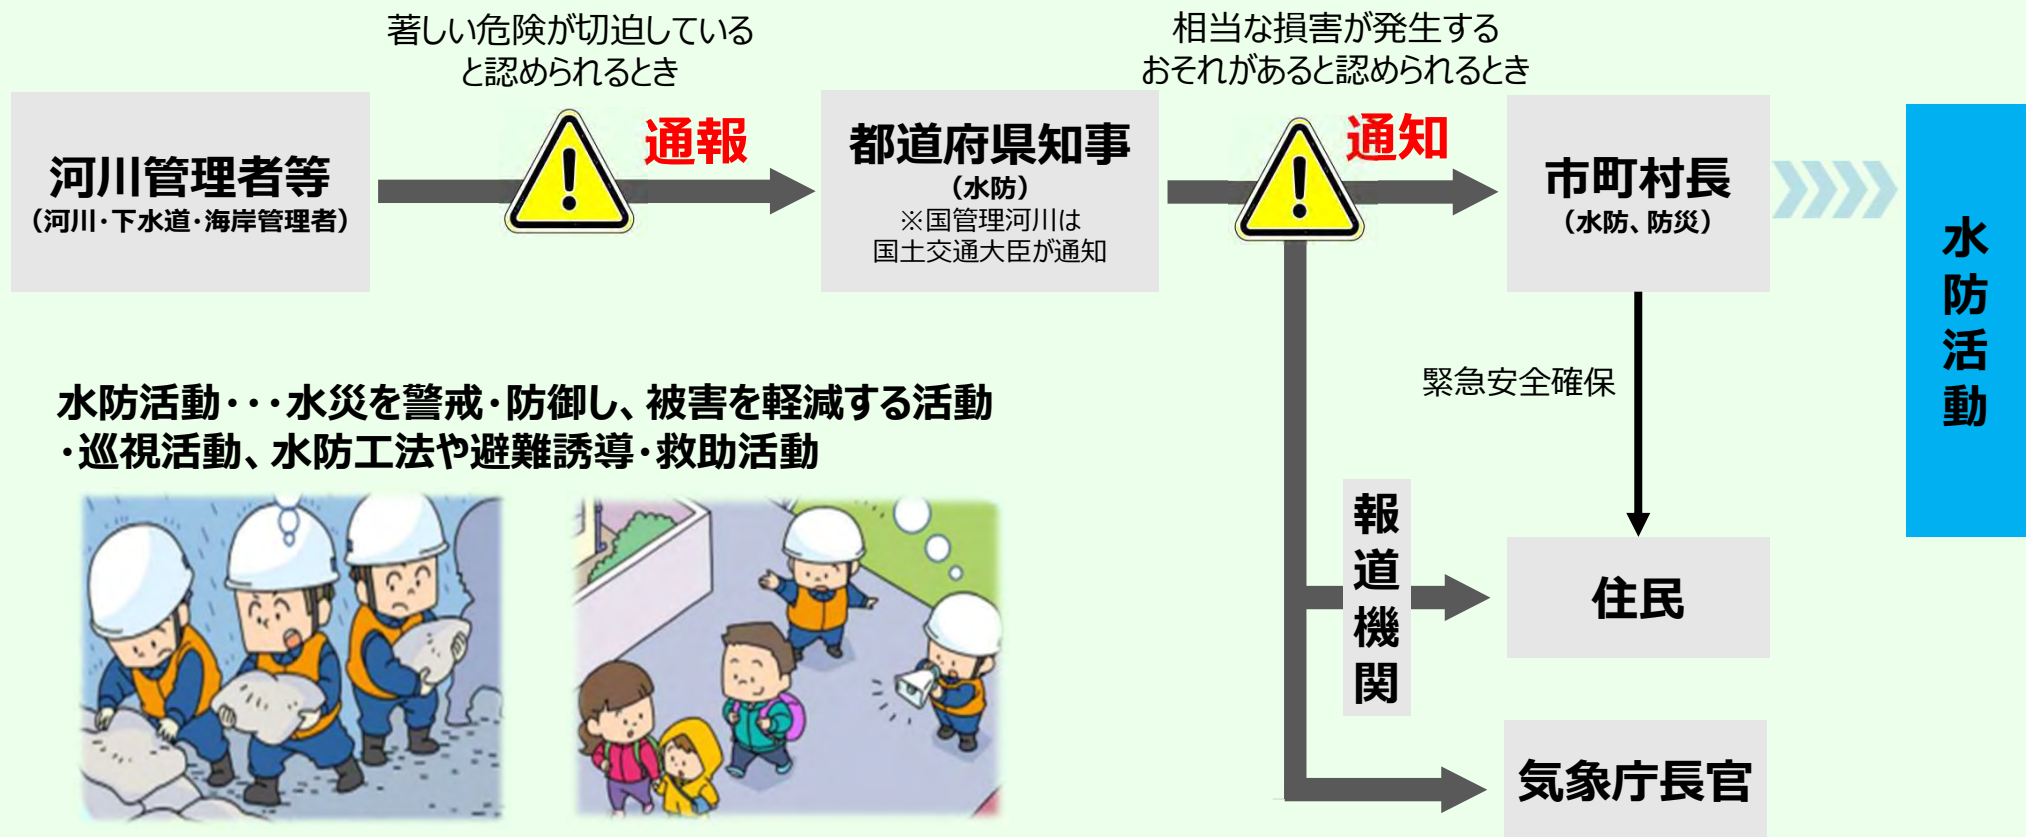 著しい危険が切迫している
と認められるとき
相当な損害が発生する
おそれがあると認められるとき
河川管理者等
(河川・下水道・海岸管理者)
通報
都道府県知事
(水防)
※国管理河川は
国土交通大臣が通知
通知
市町村長
(水防、防災)
水防活動
緊急安全確保
水防活動・・・水災を警戒・防御し、被害を軽減する活動
・巡視活動、水防工法や避難誘導・救助活動
報道機関
住民
気象庁長官